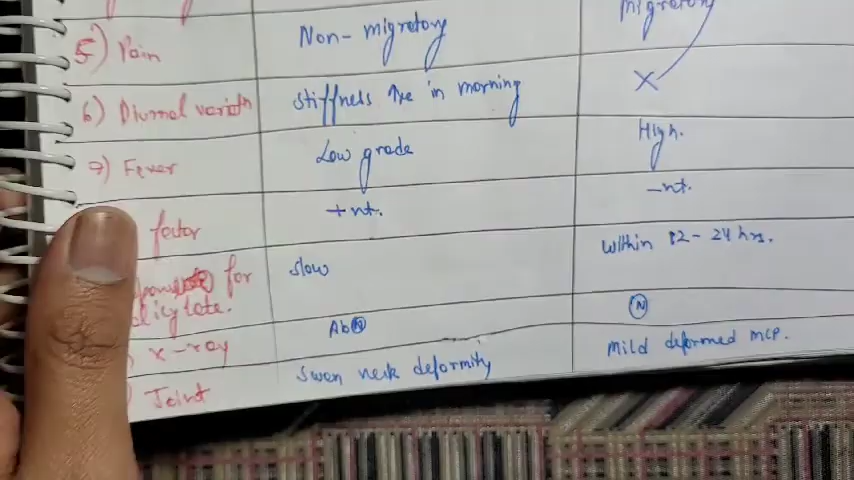 5) Pain Non-migratory Migratory
6) Diurnal variatn Stiffness ↑se in morning X
7) Fever Low grade High.
factor +nt. -nt.
for slow within 12-24 hrs.
licylate.
x-ray Ab(N) (N)
Joint Swan neck deformity Mild deformed MCP.